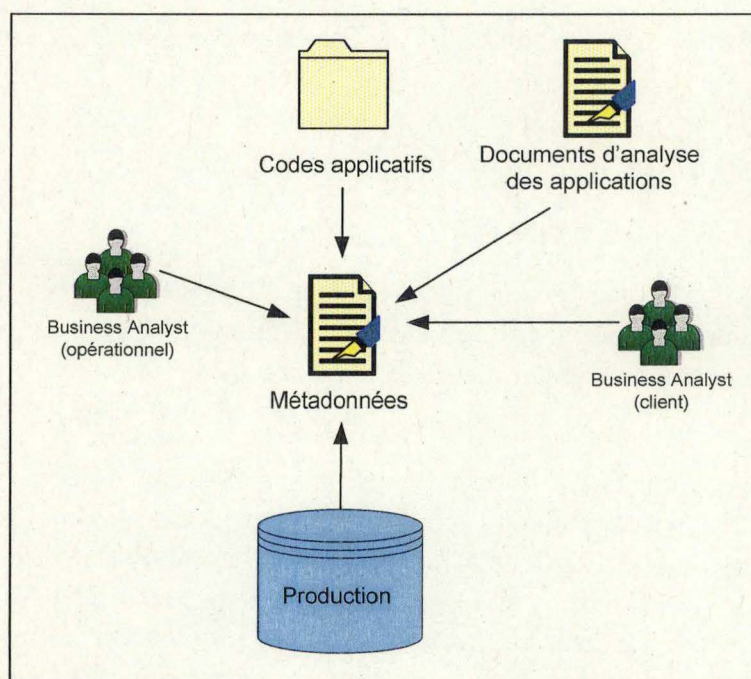 Codes applicatifs
Documents d'analyse
des applications
Business Analyst
(opérationnel)
Business Analyst
(client)
Métadonnées
Production